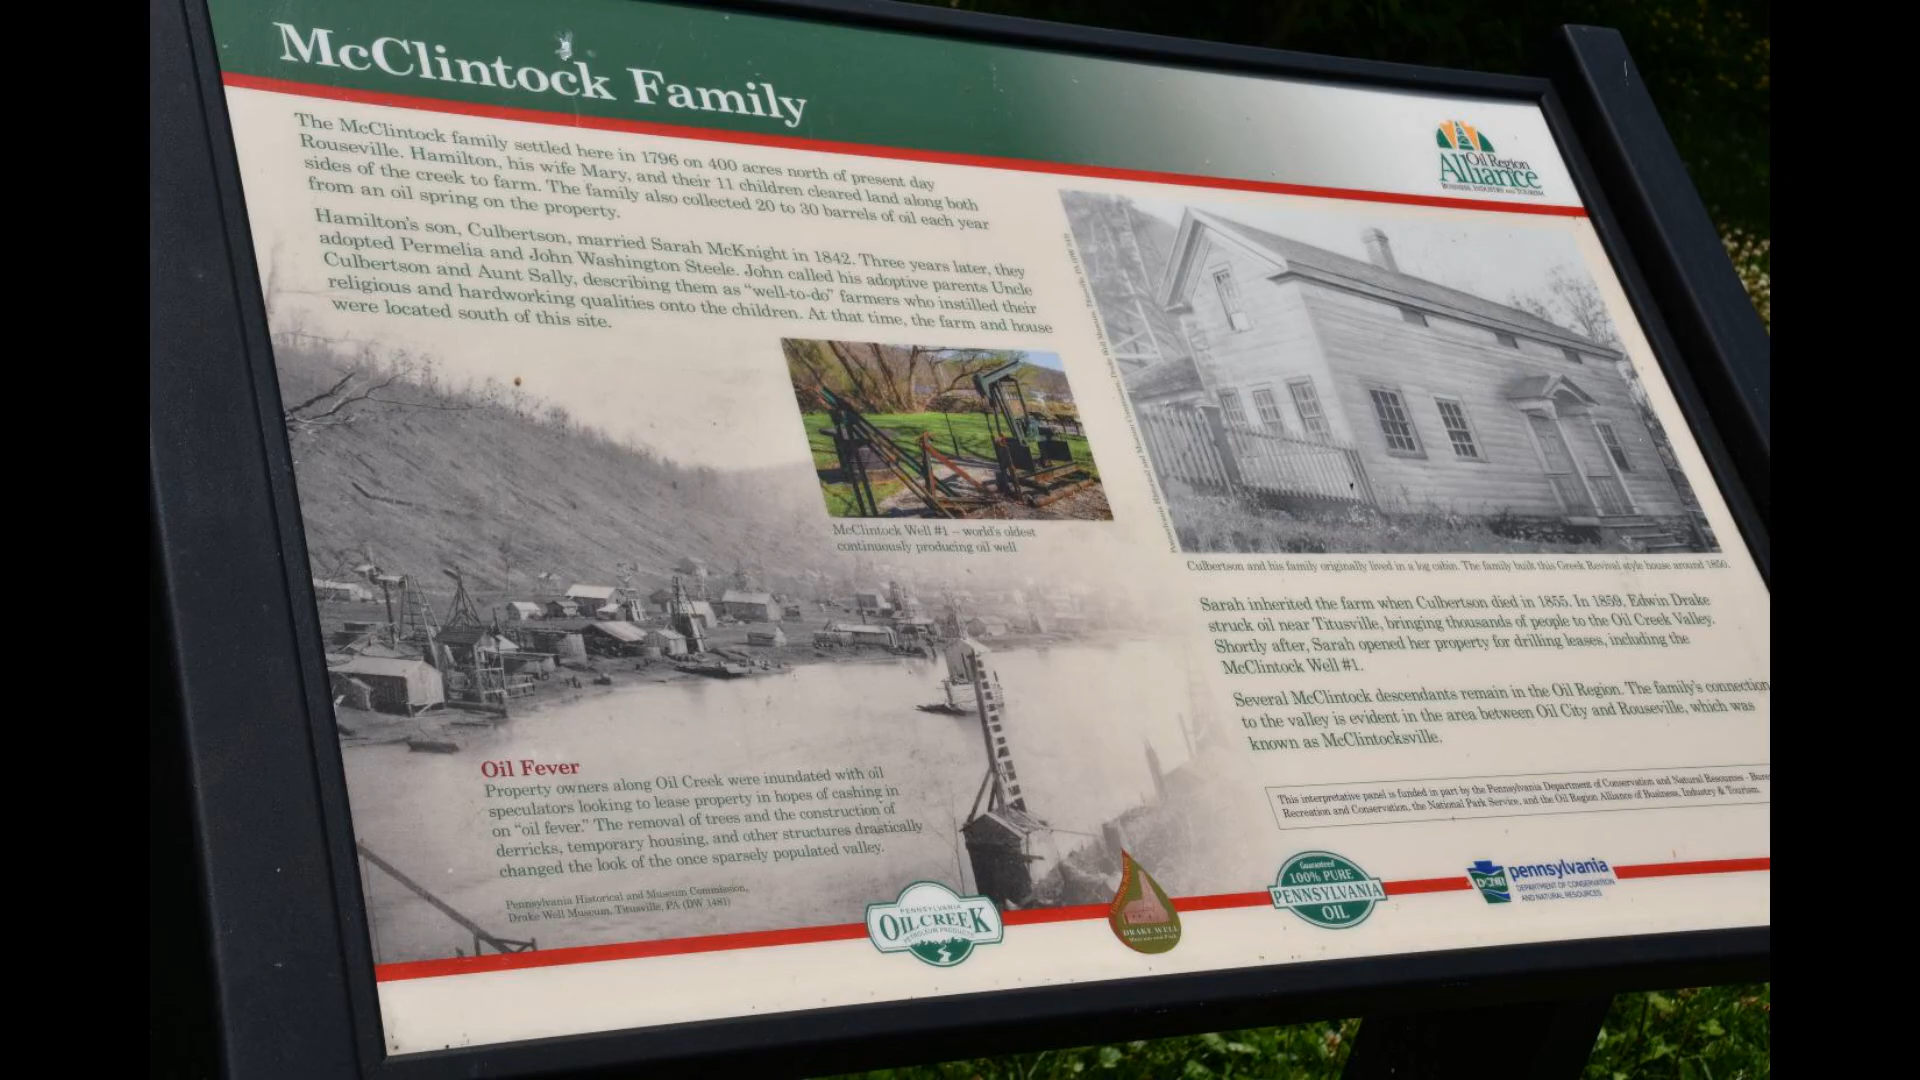 McClintock Family
The McClintock family settled here in 1796 on 400 acres north of present day
Rouseville. Hamilton, his wife Mary, and their 11 children cleared land along both
sides of the creek to farm. The family also collected 20 to 30 barrels of oil each year
from an oil spring on the property.
Hamilton's son, Culbertson, married Sarah McKnight in 1842. Three years later, they
adopted Permelia and John Washington Steele. John called his adoptive parents Uncle
Culbertson and Aunt Sally, describing them as "well-to-do" farmers who instilled their
religious and hardworking qualities onto the children. At that time, the farm and house
were located south of this site.
McClintock Well #1 – world's oldest
continuously producing oil well
Oil Region
Alliance
BUSINESS, INDUSTRY AND TOURISM
Culbertson and his family originally lived in a log cabin. The family built this Greek Revival style house around 1850.
Sarah inherited the farm when Culbertson died in 1855. In 1859, Edwin Drake
struck oil near Titusville, bringing thousands of people to the Oil Creek Valley.
Shortly after, Sarah opened her property for drilling leases, including the
McClintock Well #1.
Several McClintock descendants remain in the Oil Region. The family's connection
to the valley is evident in the area between Oil City and Rouseville, which was
known as McClintocksville.
Oil Fever
Property owners along Oil Creek were inundated with oil
speculators looking to lease property in hopes of cashing in
on "oil fever." The removal of trees and the construction of
derricks, temporary housing, and other structures drastically
changed the look of the once sparsely populated valley.
Pennsylvania Historical and Museum Commission,
Drake Well Museum, Titusville, PA (DW 1481)
This interpretative panel is funded in part by the Pennsylvania Department of Conservation and Natural Resources - Bure
Recreation and Conservation, the National Park Service, and the Oil Region Alliance of Business, Industry & Tourism.
PENNSYLVANIA
OIL CREEK
PETROLEUM PRODUCTS
DRAKE WELL
Museum and Park
Guaranteed
100% PURE
PENNSYLVANIA
OIL
DCNR
pennsylvania
DEPARTMENT OF CONSERVATION
AND NATURAL RESOURCES